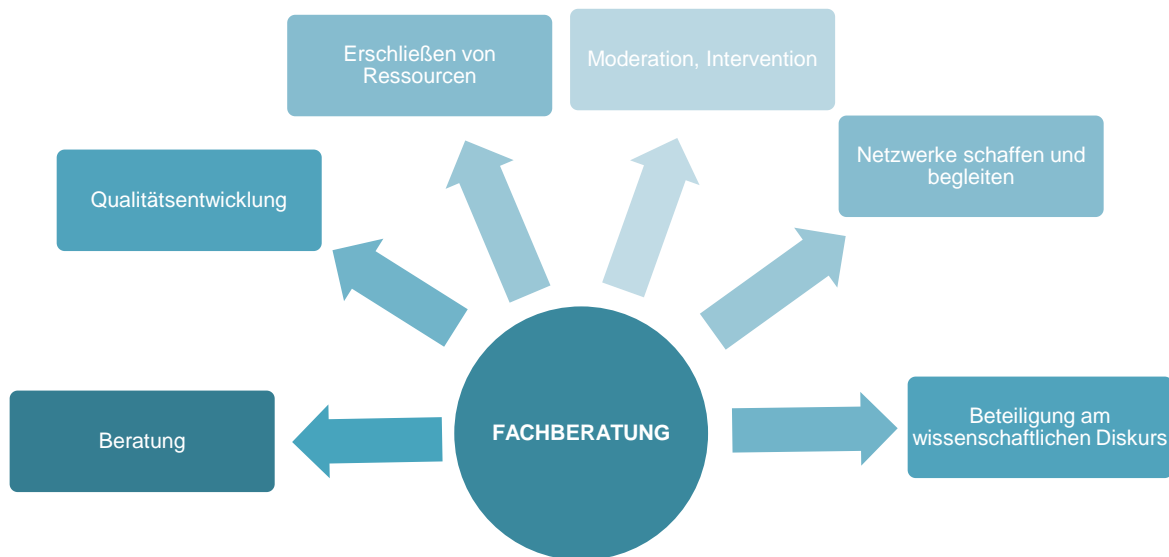 Erschließen von
Ressourcen
Moderation, Intervention
Netzwerke schaffen und
begleiten
Qualitätsentwicklung
Beratung
FACHBERATUNG
Beteiligung am
wissenschaftlichen Diskurs